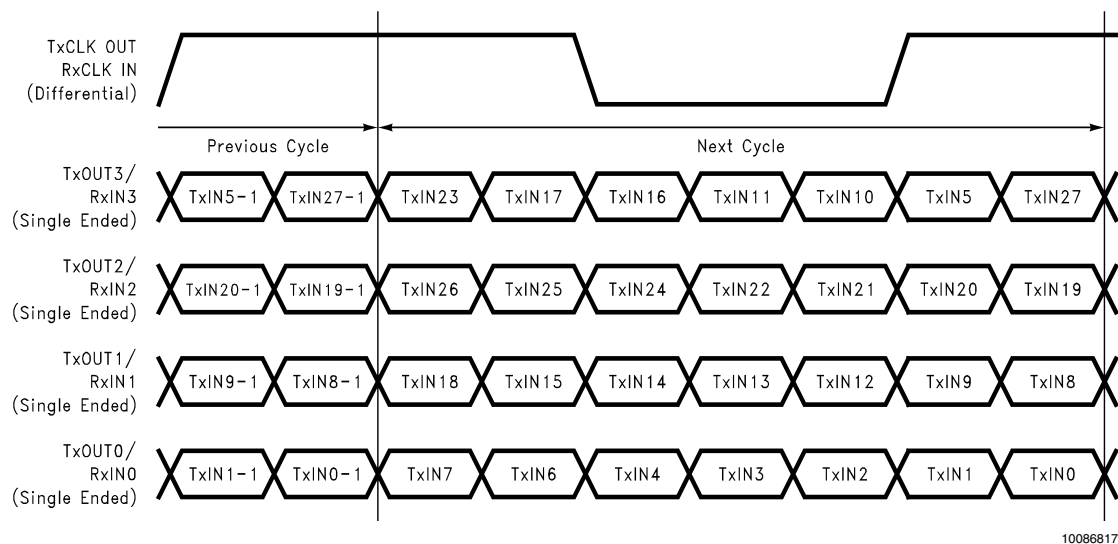 TxCLK OUT
RxCLK IN
(Differential)
Previous Cycle
Next Cycle
TxOUT3/
RxIN3
(Single Ended)
TxIN5-1 TxIN27-1 TxIN23 TxIN17 TxIN16 TxIN11 TxIN10 TxIN5 TxIN27
TxOUT2/
RxIN2
(Single Ended)
TxIN20-1 TxIN19-1 TxIN26 TxIN25 TxIN24 TxIN22 TxIN21 TxIN20 TxIN19
TxOUT1/
RxIN1
(Single Ended)
TxIN9-1 TxIN8-1 TxIN18 TxIN15 TxIN14 TxIN13 TxIN12 TxIN9 TxIN8
TxOUT0/
RxIN0
(Single Ended)
TxIN1-1 TxIN0-1 TxIN7 TxIN6 TxIN4 TxIN3 TxIN2 TxIN1 TxIN0
10086817